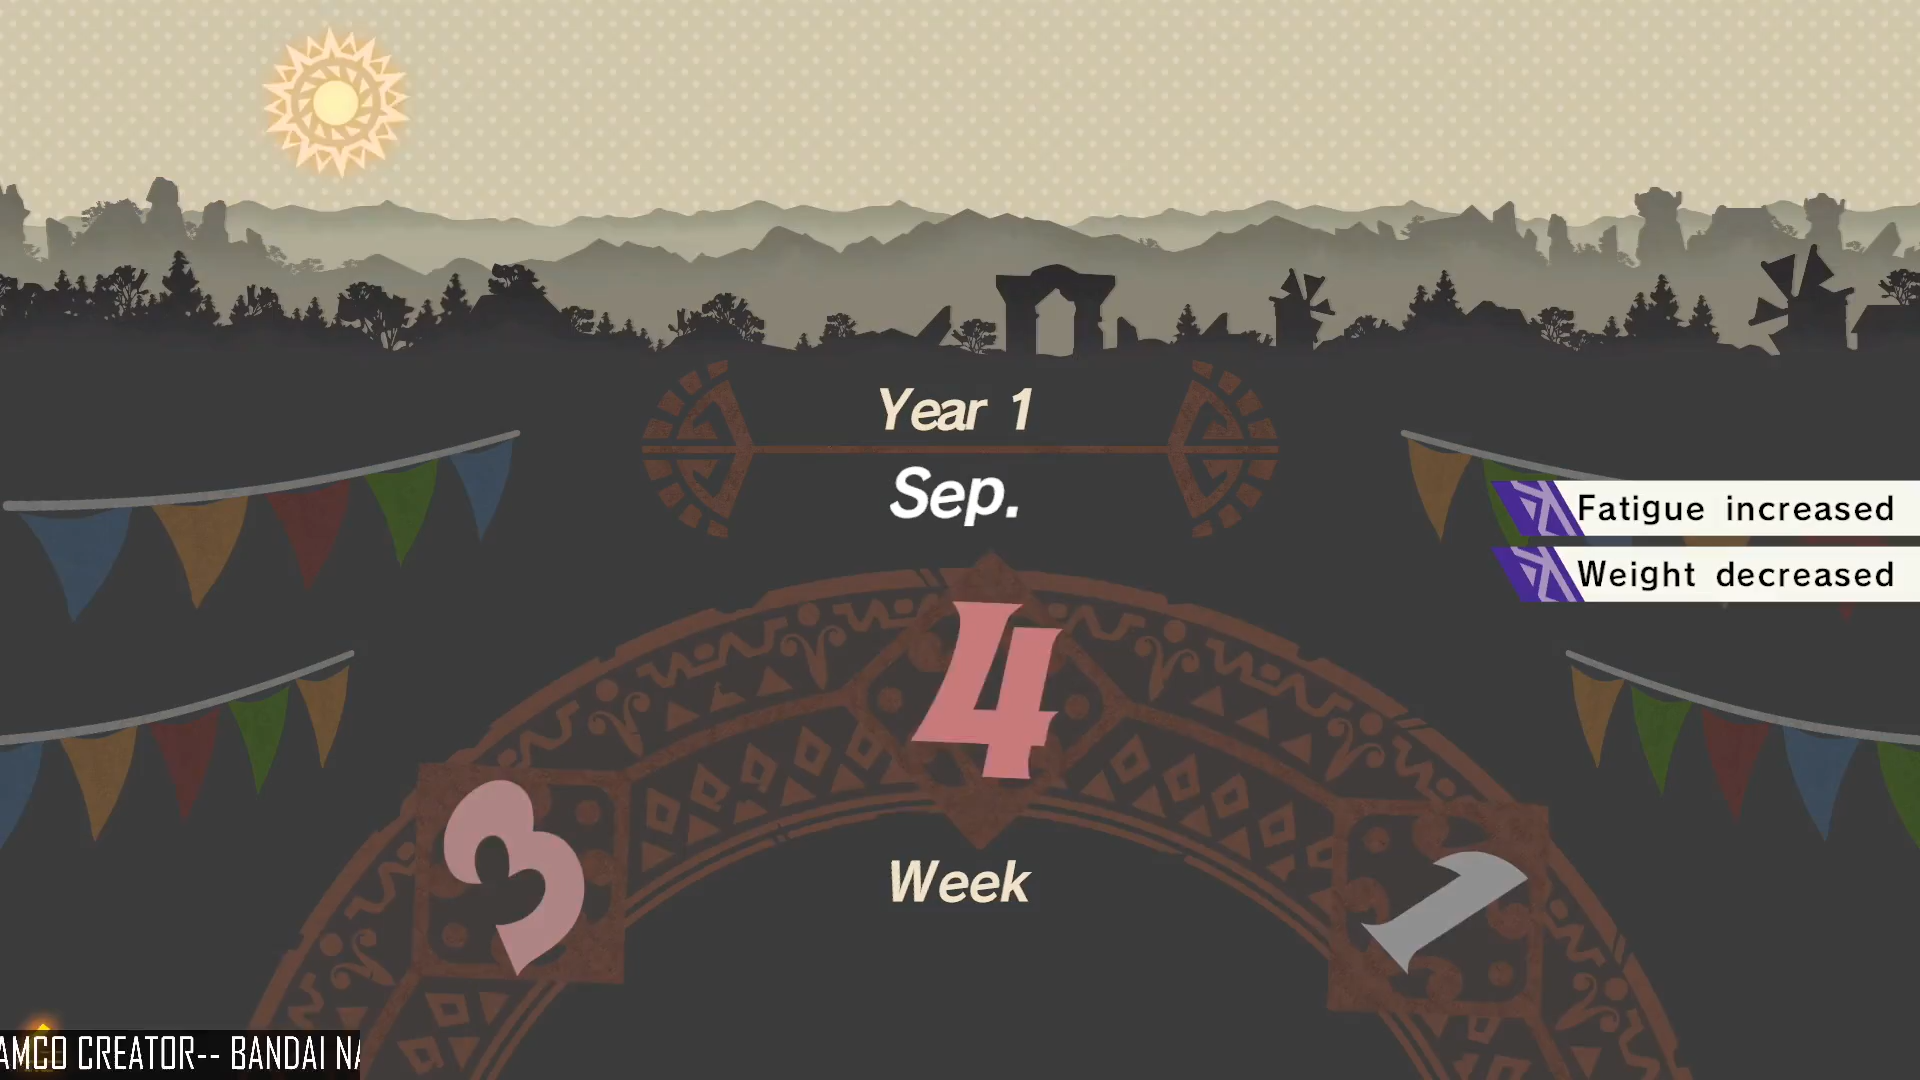 Year 1
Sep.
Fatigue increased
Weight decreased
4
3
1
Week
AMCO CREATOR-- BANDAI NA